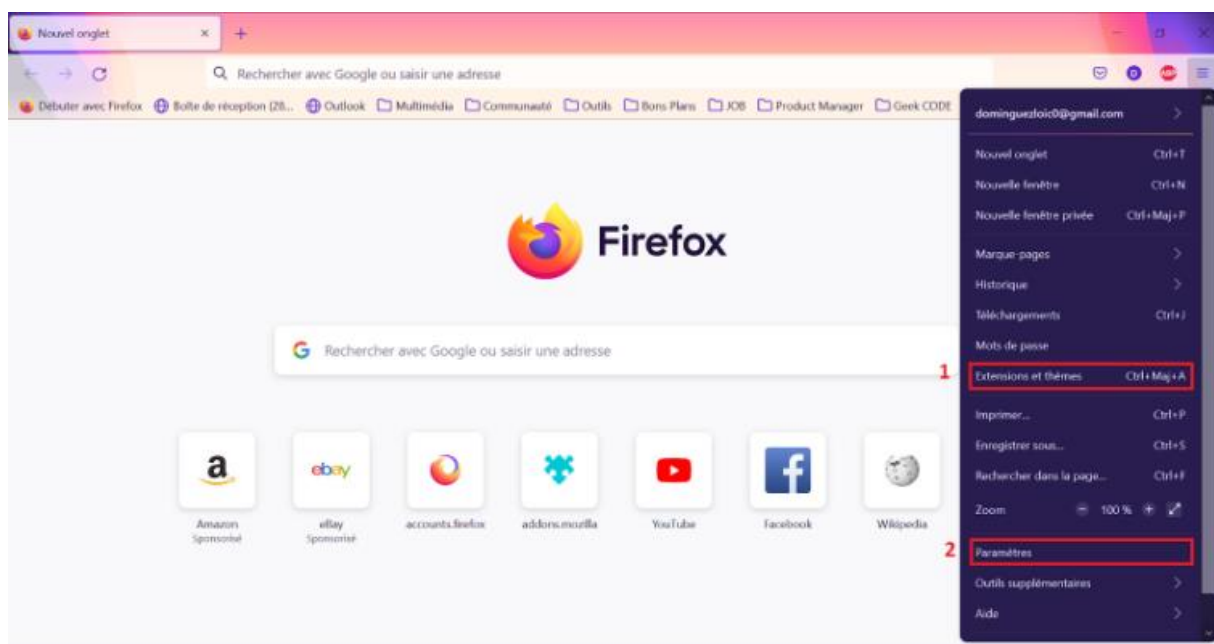 Nouvel onglet
Rechercher avec Google ou saisir une adresse
Débuter avec Firefox Boîte de réception (28... Outlook Multimédia Communauté Outils Bons Plans JOB Product Manager Geek CODE
dominguezloic0@gmail.com
Nouvel onglet Ctrl+T
Nouvelle fenêtre Ctrl+N
Nouvelle fenêtre privée Ctrl+Maj+P
Marque-pages
Historique
Téléchargements Ctrl+J
Mots de passe
1 Extensions et thèmes Ctrl+Maj+A
Imprimer... Ctrl+P
Enregistrer sous... Ctrl+S
Rechercher dans la page... Ctrl+F
Zoom 100 %
2 Paramètres
Outils supplémentaires
Aide
Firefox
Rechercher avec Google ou saisir une adresse
a ebay f
Amazon eBay accounts.firefox addons.mozilla YouTube Facebook Wikipedia
Sponsorisé Sponsorisé